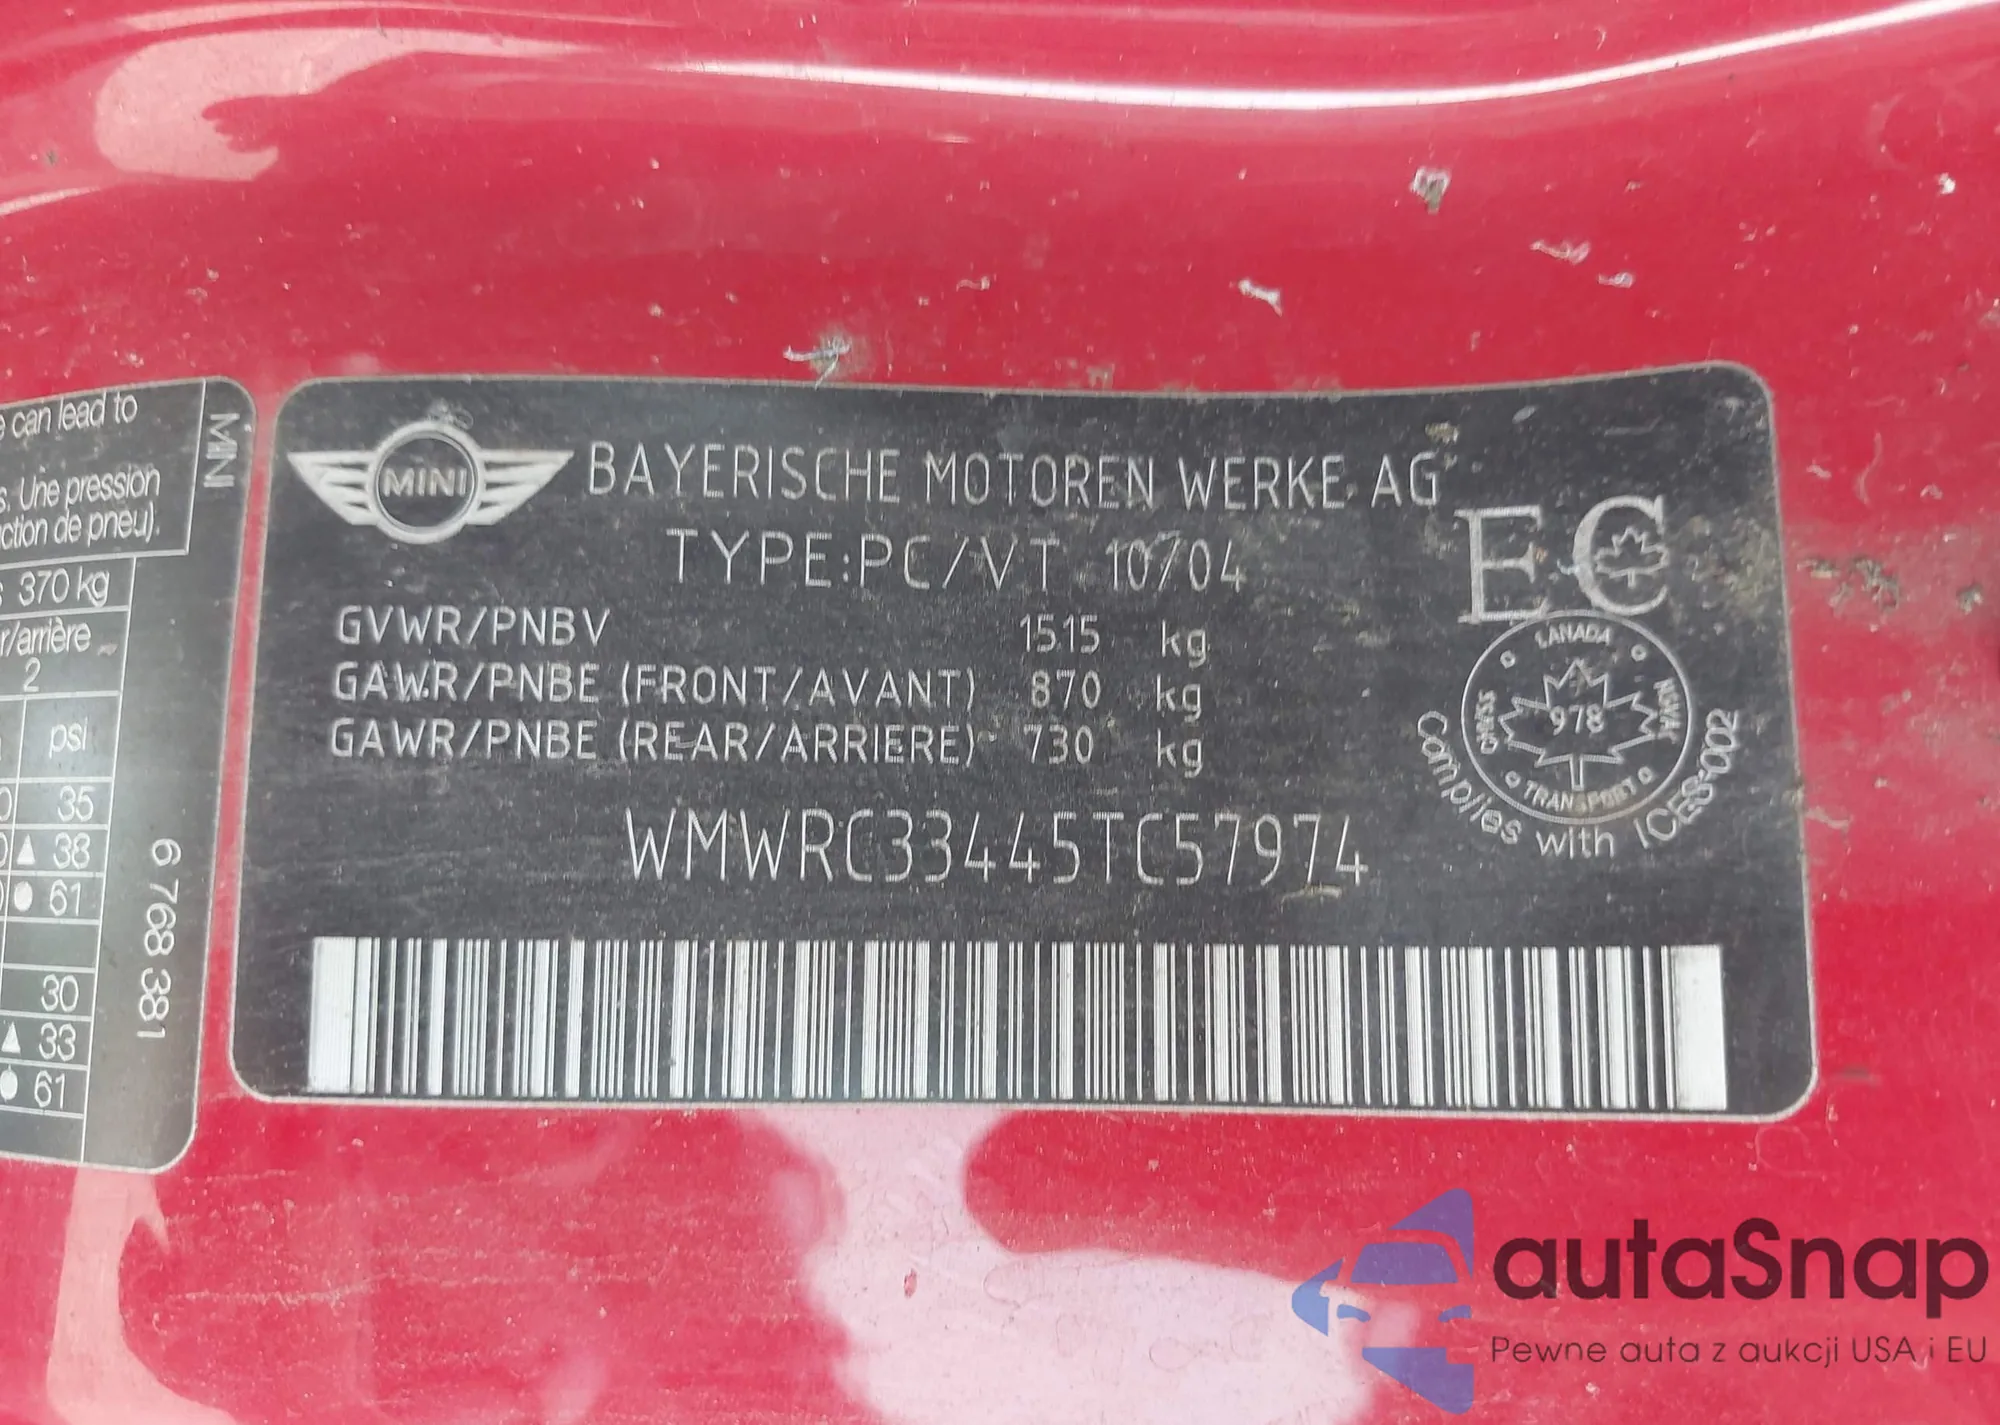 e can lead to
s. Une pression
ction de pneu).
MINI
s 370 kg
r/arrière
2
psi
0 35
0 ▲ 38
0 ● 61
30
▲ 33
● 61
6 768 381
MINI
BAYERISCHE MOTOREN WERKE AG
TYPE:PC/VT 10/04
GVWR/PNBV 1515 kg
GAWR/PNBE (FRONT/AVANT) 870 kg
GAWR/PNBE (REAR/ARRIERE) 730 kg
WMWRC33445TC57974
EC
CANADA
978
TRANSPORT
Complies with ICES-002
autaSnap
Pewne auta z aukcji USA i EU